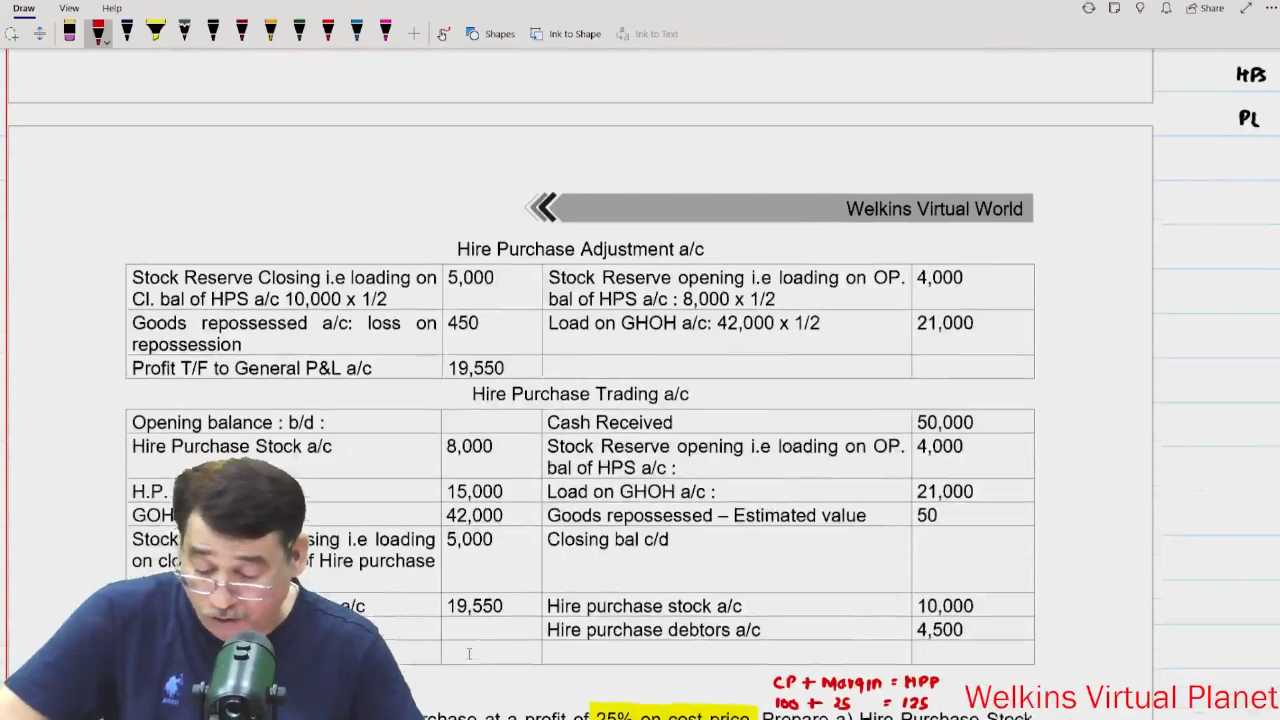 Draw View Help
Share
Shapes Ink to Shape Ink to Text
HPS
PL
Welkins Virtual World
Hire Purchase Adjustment a/c
Stock Reserve Closing i.e loading on 5,000 Stock Reserve opening i.e loading on OP. 4,000
Cl. bal of HPS a/c 10,000 x 1/2 bal of HPS a/c : 8,000 x 1/2
Goods repossessed a/c: loss on 450 Load on GHOH a/c: 42,000 x 1/2 21,000
repossession
Profit T/F to General P&L a/c 19,550
Hire Purchase Trading a/c
Opening balance : b/d : Cash Received 50,000
Hire Purchase Stock a/c 8,000 Stock Reserve opening i.e loading on OP. 4,000
bal of HPS a/c :
H.P. 15,000 Load on GHOH a/c : 21,000
GOH 42,000 Goods repossessed – Estimated value 50
Stock sing i.e loading 5,000 Closing bal c/d
on clo of Hire purchase
a/c 19,550 Hire purchase stock a/c 10,000
Hire purchase debtors a/c 4,500
CP + Margin = HPP
100 + 25 = 125
Welkins Virtual Planet
rchase at a profit of 25% on cost price. Prepare a) Hire Purchase Stock